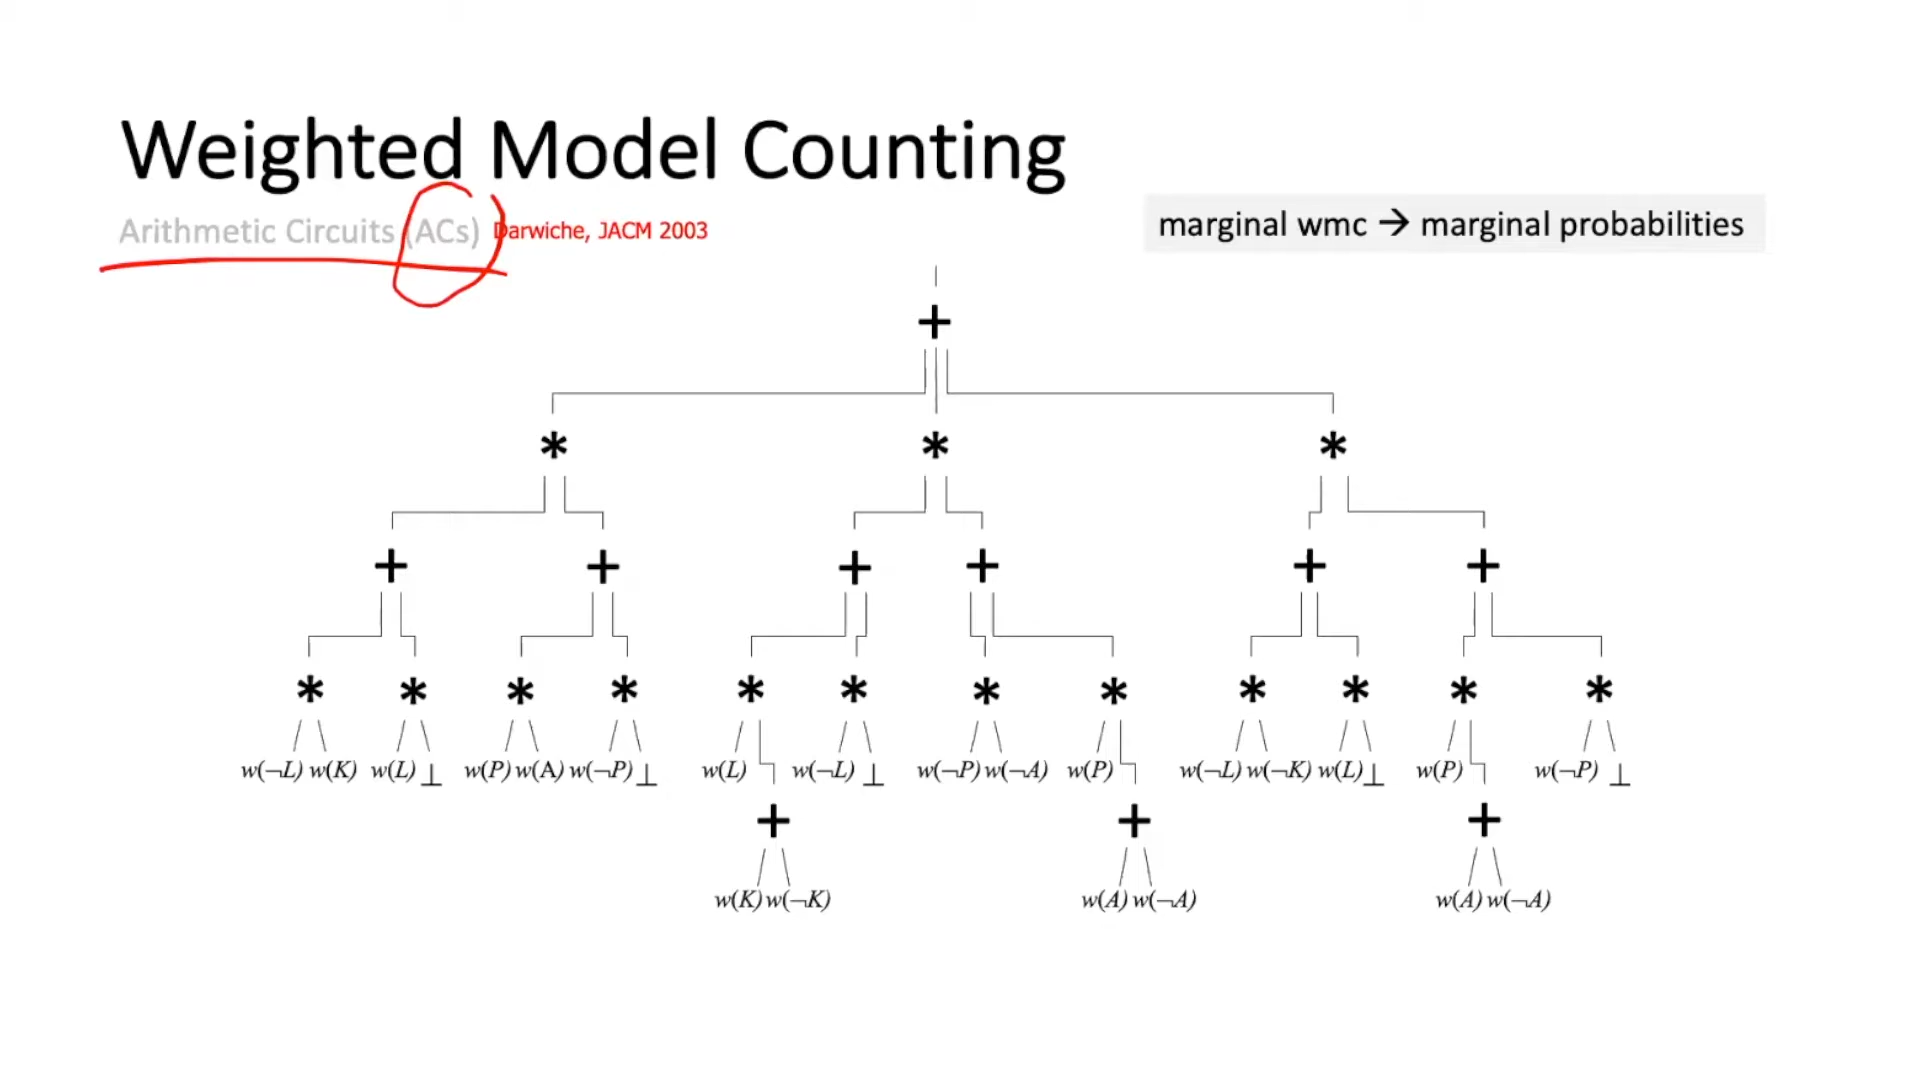 Weighted Model Counting
Arithmetic Circuits (ACs) Darwiche, JACM 2003
marginal wmc → marginal probabilities
+
* * *
+ + + + + +
* * * * * * * * * * * *
w(¬L) w(K) w(L) ⊥ w(P) w(A) w(¬P) ⊥ w(L) w(¬L) ⊥ w(¬P) w(¬A) w(P) w(¬L) w(¬K) w(L) ⊥ w(P) w(¬P) ⊥
+ + +
w(K) w(¬K) w(A) w(¬A) w(A) w(¬A)